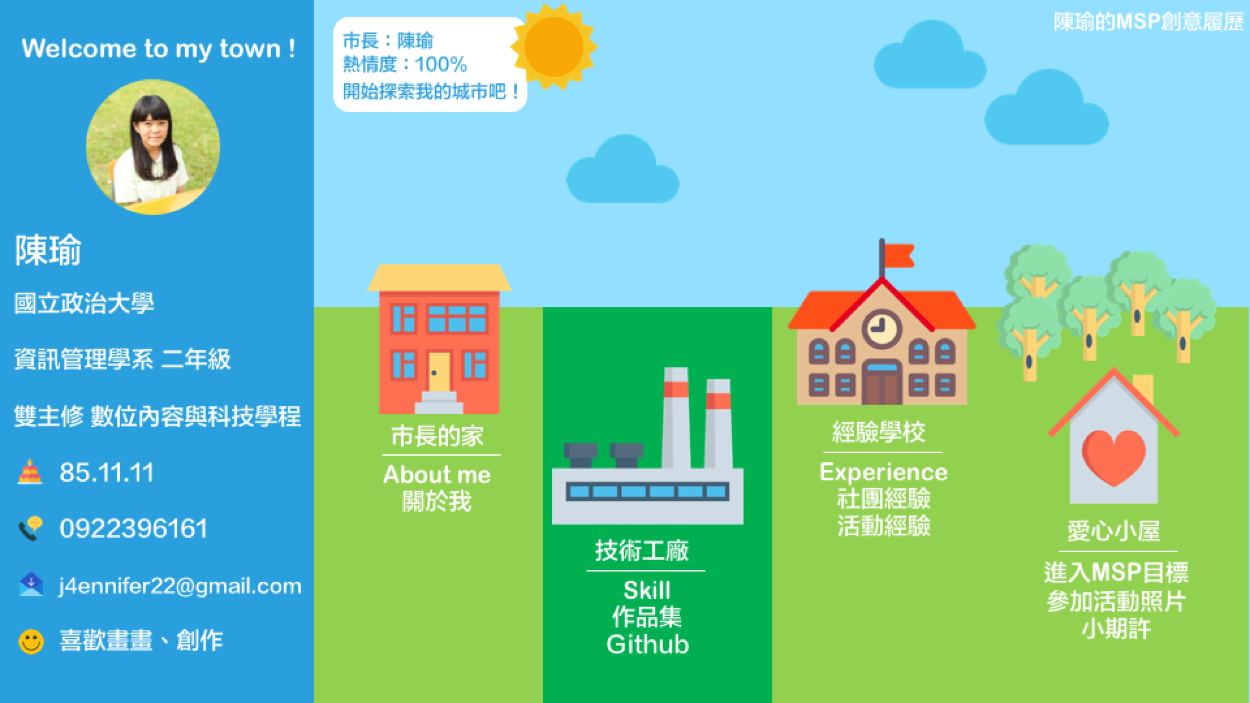 Welcome to my town !
陳瑜
國立政治大學
資訊管理學系 二年級
雙主修 數位內容與科技學程
85.11.11
0922396161
j4ennifer22@gmail.com
喜歡畫畫、創作
市長：陳瑜
熱情度：100%
開始探索我的城市吧！
陳瑜的MSP創意履歷
市長的家
About me
關於我
技術工廠
Skill
作品集
Github
經驗學校
Experience
社團經驗
活動經驗
愛心小屋
進入MSP目標
參加活動照片
小期許